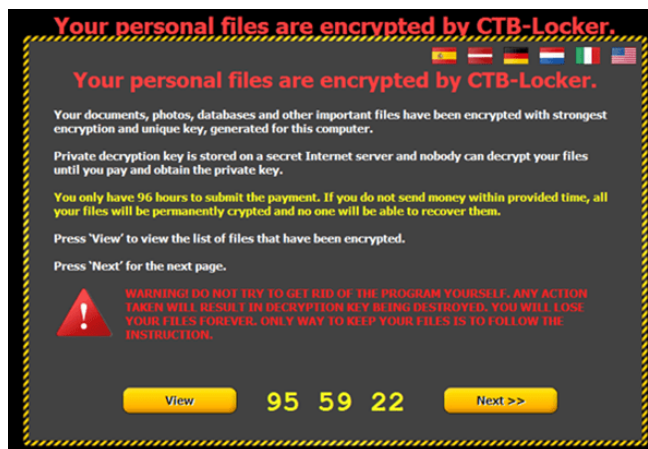 Your personal files are encrypted by CTB-Locker.
Your personal files are encrypted by CTB-Locker.
Your documents, photos, databases and other important files have been encrypted with strongest
encryption and unique key, generated for this computer.
Private decryption key is stored on a secret Internet server and nobody can decrypt your files
until you pay and obtain the private key.
You only have 96 hours to submit the payment. If you do not send money within provided time, all
your files will be permanently crypted and no one will be able to recover them.
Press 'View' to view the list of files that have been encrypted.
Press 'Next' for the next page.
WARNING! DO NOT TRY TO GET RID OF THE PROGRAM YOURSELF. ANY ACTION
TAKEN WILL RESULT IN DECRYPTION KEY BEING DESTROYED. YOU WILL LOSE
YOUR FILES FOREVER. ONLY WAY TO KEEP YOUR FILES IS TO FOLLOW THE
INSTRUCTION.
View
95 59 22
Next >>